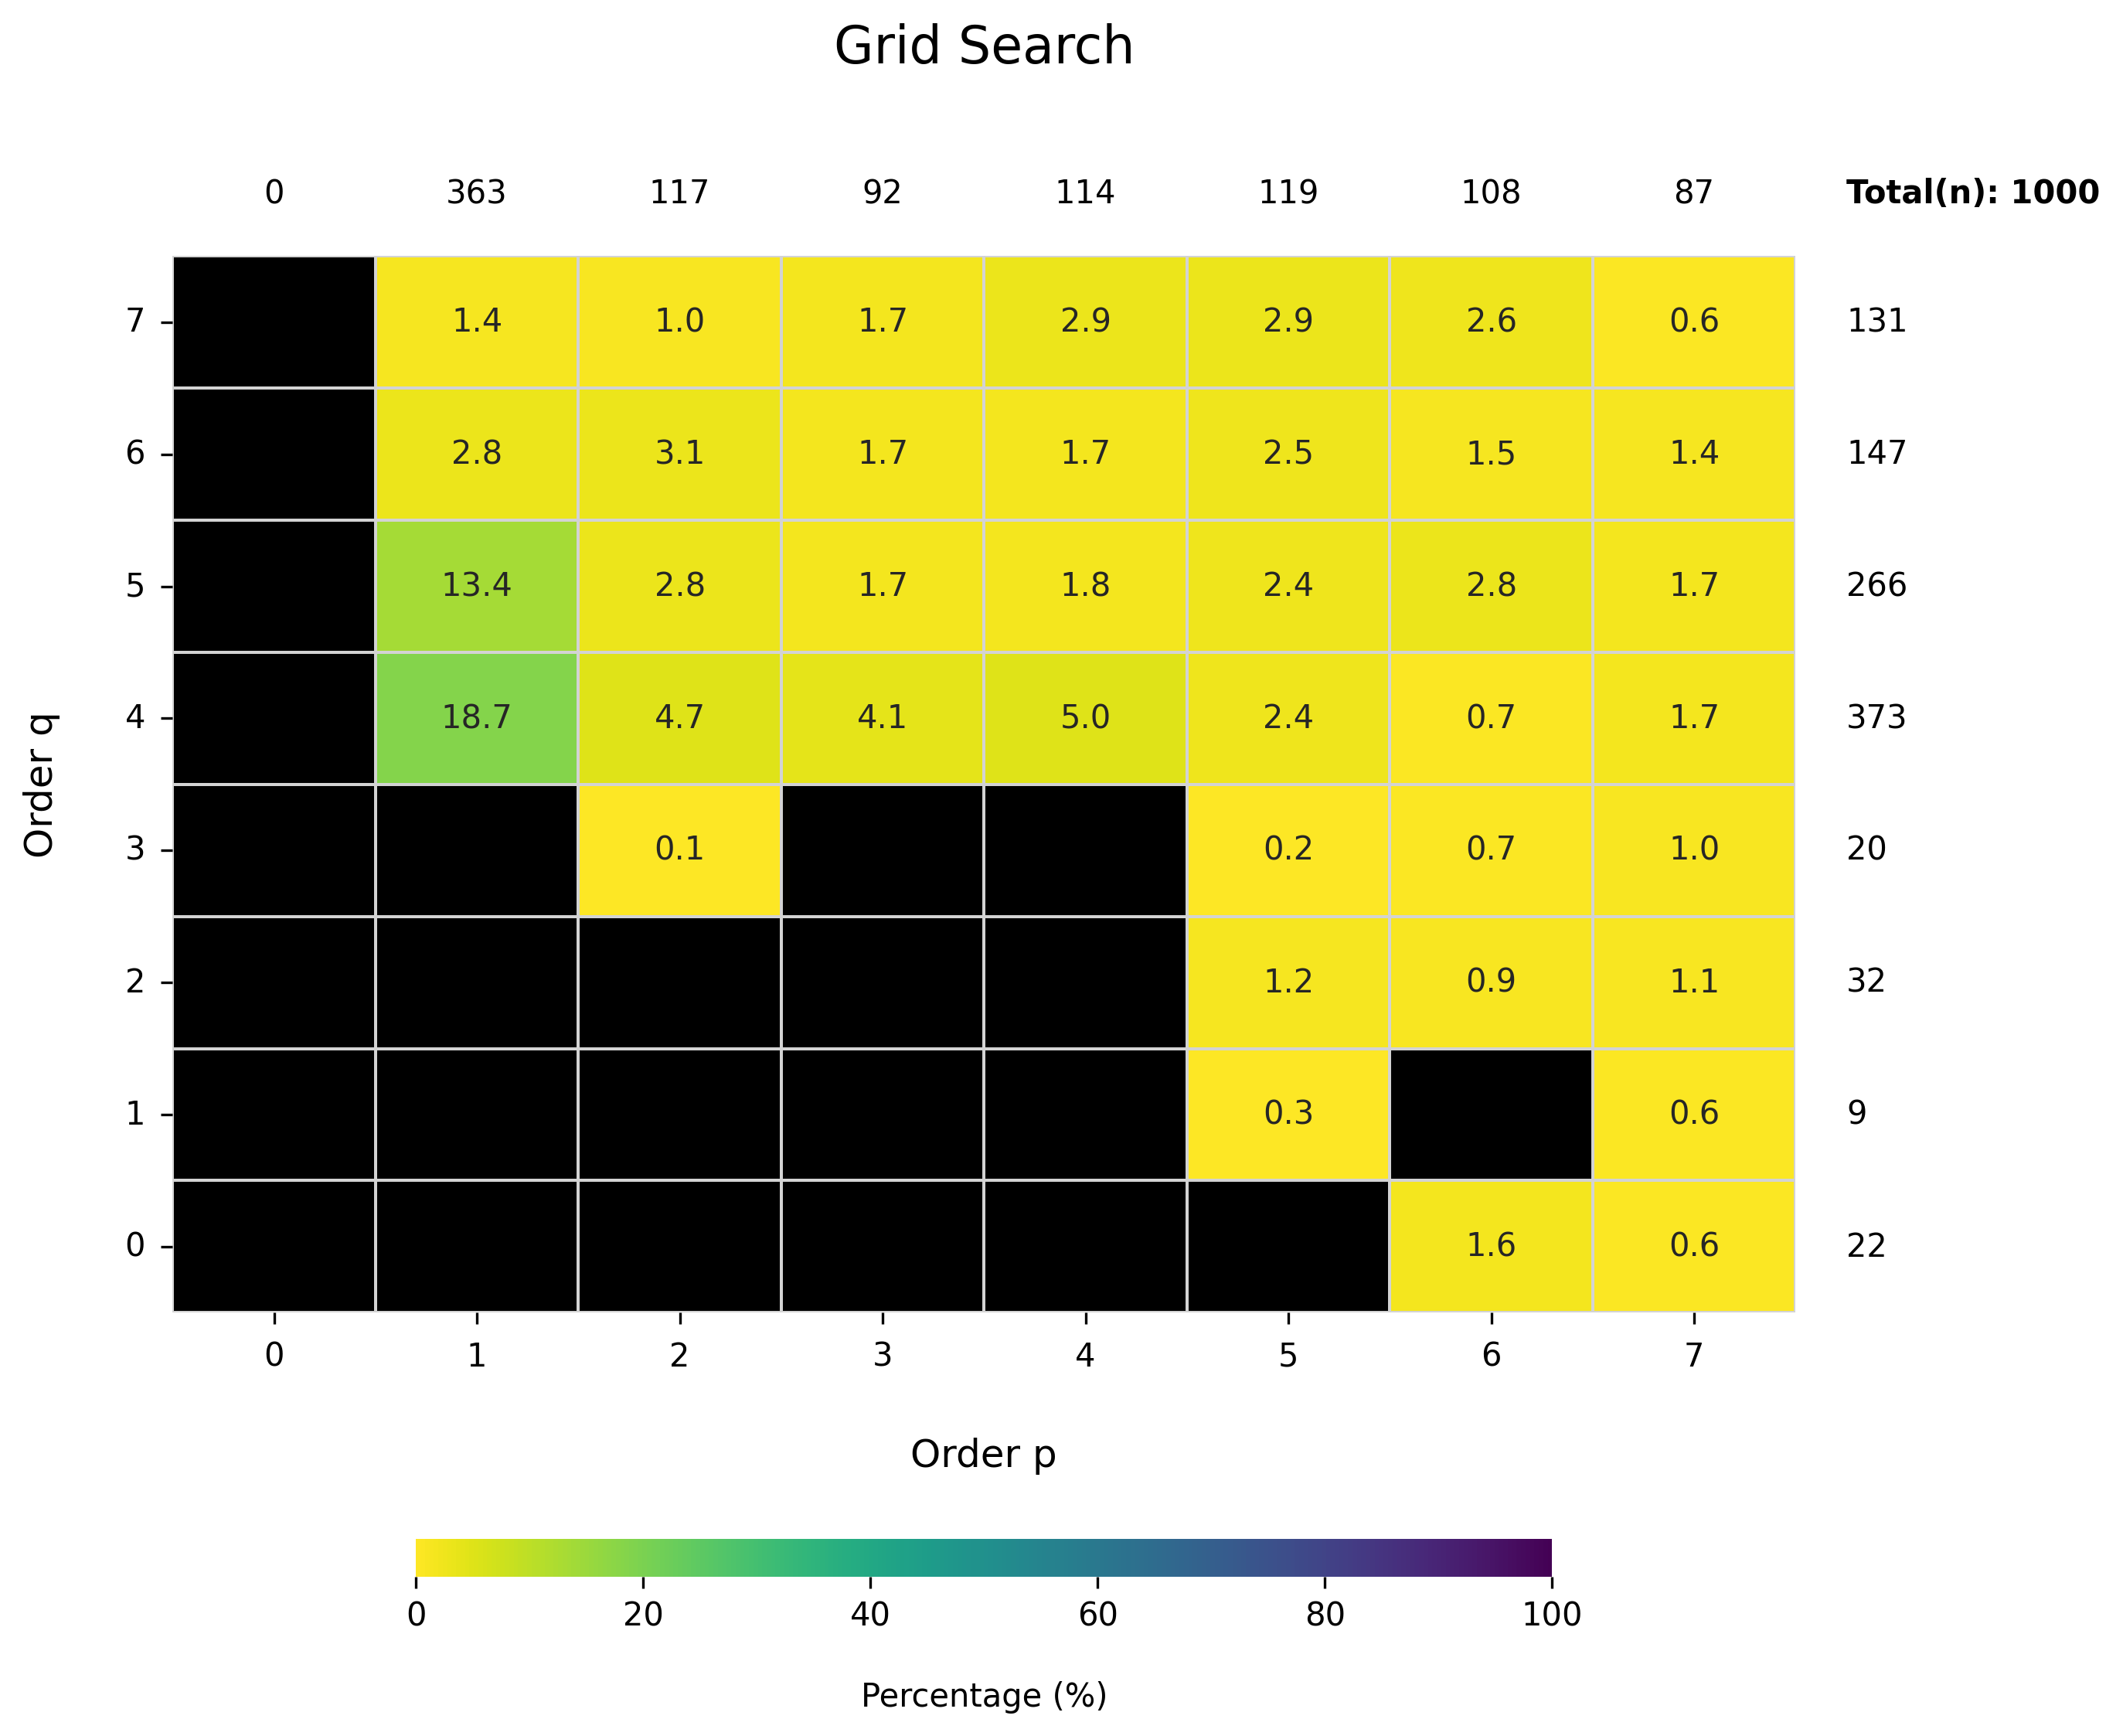 Grid Search
0 363 117 92 114 119 108 87 Total(n): 1000
7 1.4 1.0 1.7 2.9 2.9 2.6 0.6 131
6 2.8 3.1 1.7 1.7 2.5 1.5 1.4 147
5 13.4 2.8 1.7 1.8 2.4 2.8 1.7 266
4 18.7 4.7 4.1 5.0 2.4 0.7 1.7 373
3 0.1 0.2 0.7 1.0 20
2 1.2 0.9 1.1 32
1 0.3 0.6 9
0 1.6 0.6 22
Order q
0 1 2 3 4 5 6 7
Order p
0 20 40 60 80 100
Percentage (%)